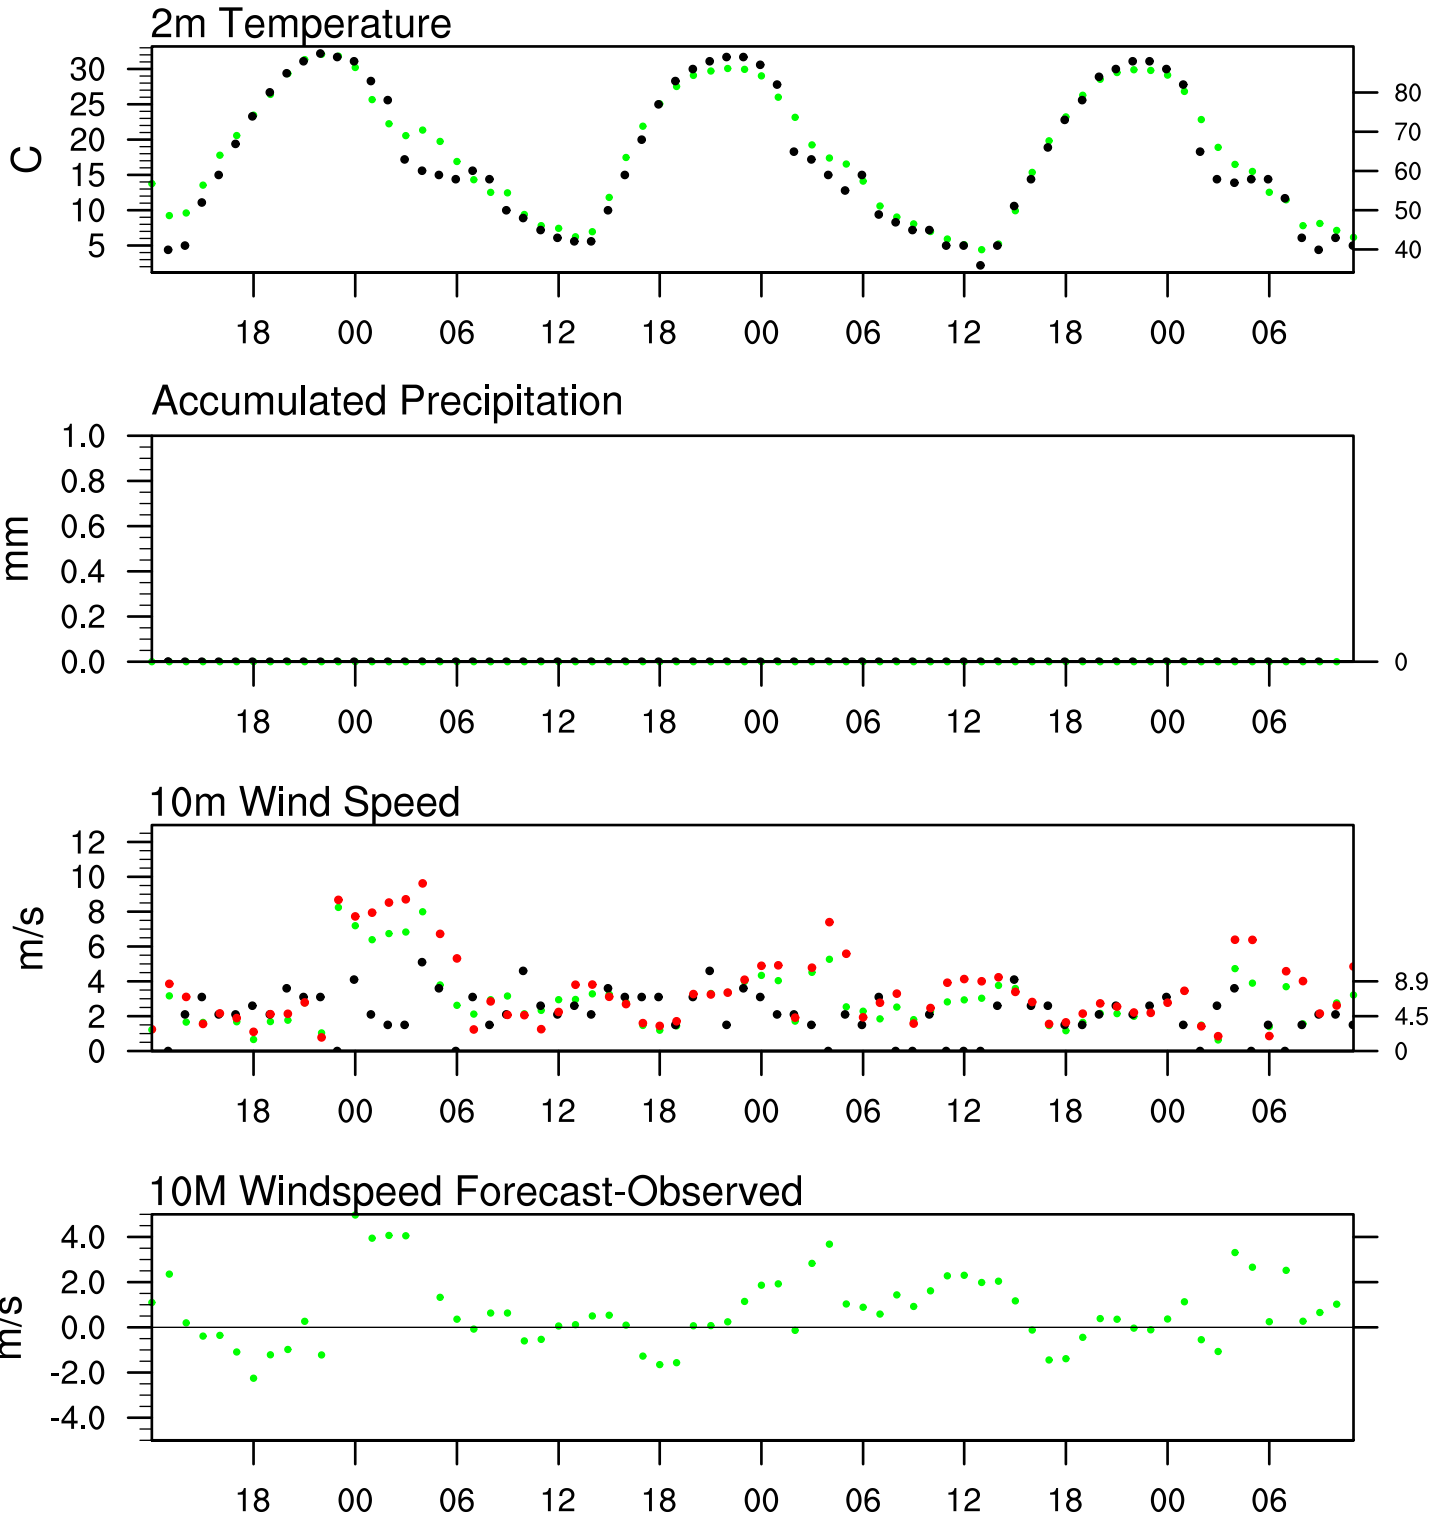 2m Temperature
30
25
20
15
10
5
C
80
70
60
50
40
18 00 06 12 18 00 06 12 18 00 06
Accumulated Precipitation
1.0
0.8
0.6
0.4
0.2
0.0
mm
0
18 00 06 12 18 00 06 12 18 00 06
10m Wind Speed
12
10
8
6
4
2
0
m/s
8.9
4.5
0
18 00 06 12 18 00 06 12 18 00 06
10M Windspeed Forecast-Observed
4.0
2.0
0.0
-2.0
-4.0
m/s
18 00 06 12 18 00 06 12 18 00 06